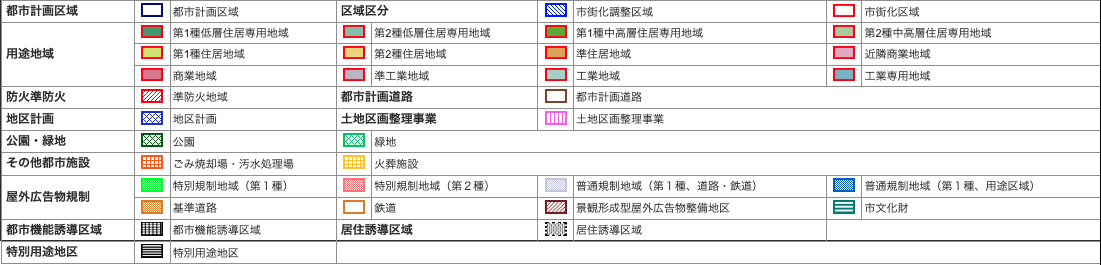 都市計画区域 都市計画区域 区域区分 市街化調整区域 市街化区域
用途地域 第1種低層住居専用地域 第2種低層住居専用地域 第1種中高層住居専用地域 第2種中高層住居専用地域
第1種住居地域 第2種住居地域 準住居地域 近隣商業地域
商業地域 準工業地域 工業地域 工業専用地域
防火準防火 準防火地域 都市計画道路 都市計画道路
地区計画 地区計画 土地区画整理事業 土地区画整理事業
公園・緑地 公園 緑地
その他都市施設 ごみ焼却場・汚水処理場 火葬施設
屋外広告物規制 特別規制地域（第１種） 特別規制地域（第２種） 普通規制地域（第１種、道路・鉄道） 普通規制地域（第１種、用途区域）
基準道路 鉄道 景観形成型屋外広告物整備地区 市文化財
都市機能誘導区域 都市機能誘導区域 居住誘導区域 居住誘導区域
特別用途地区 特別用途地区